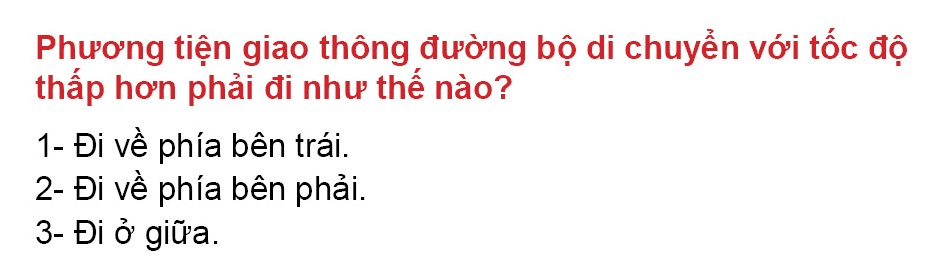 Phương tiện giao thông đường bộ di chuyển với tốc độ
thấp hơn phải đi như thế nào?
1- Đi về phía bên trái.
2- Đi về phía bên phải.
3- Đi ở giữa.